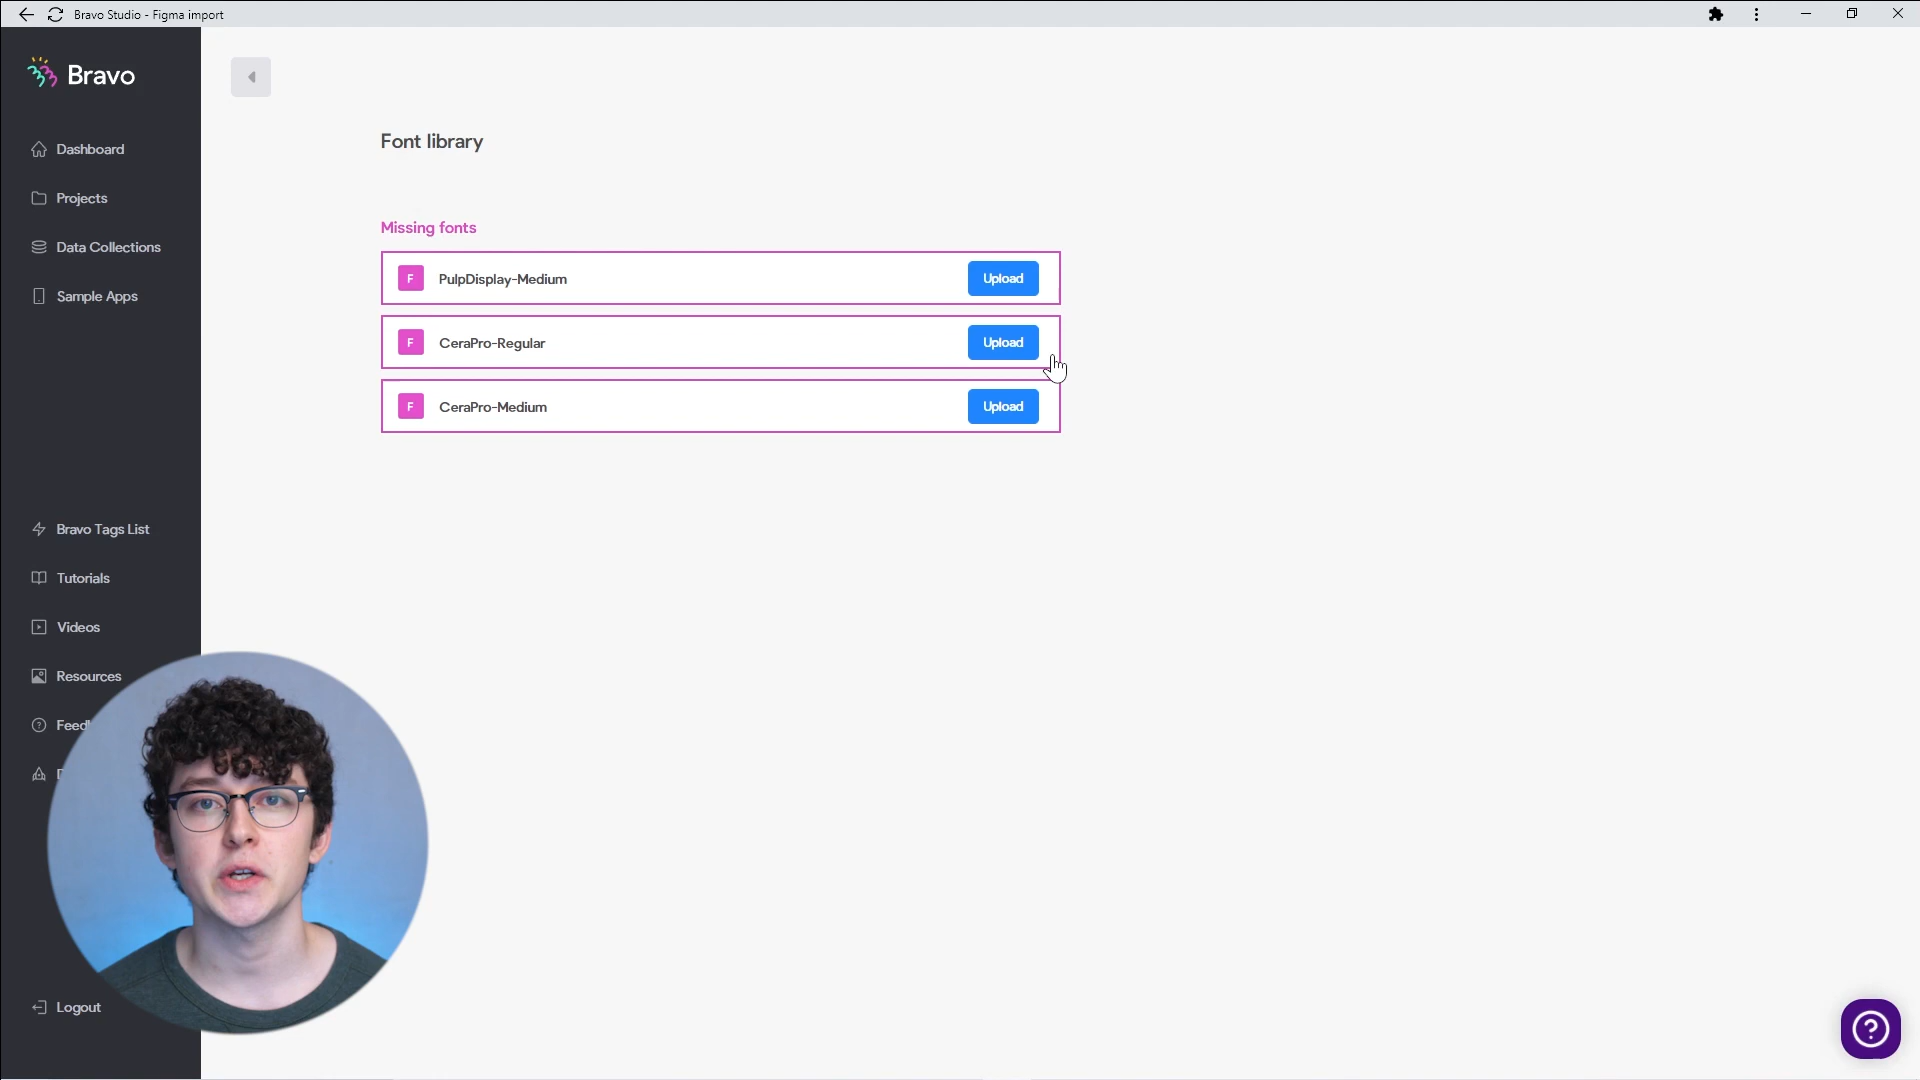 Bravo Studio - Figma import
Bravo
Dashboard
Projects
Data Collections
Sample Apps
Bravo Tags List
Tutorials
Videos
Resources
Logout
Font library
Missing fonts
F PulpDisplay-Medium Upload
F CeraPro-Regular Upload
F CeraPro-Medium Upload